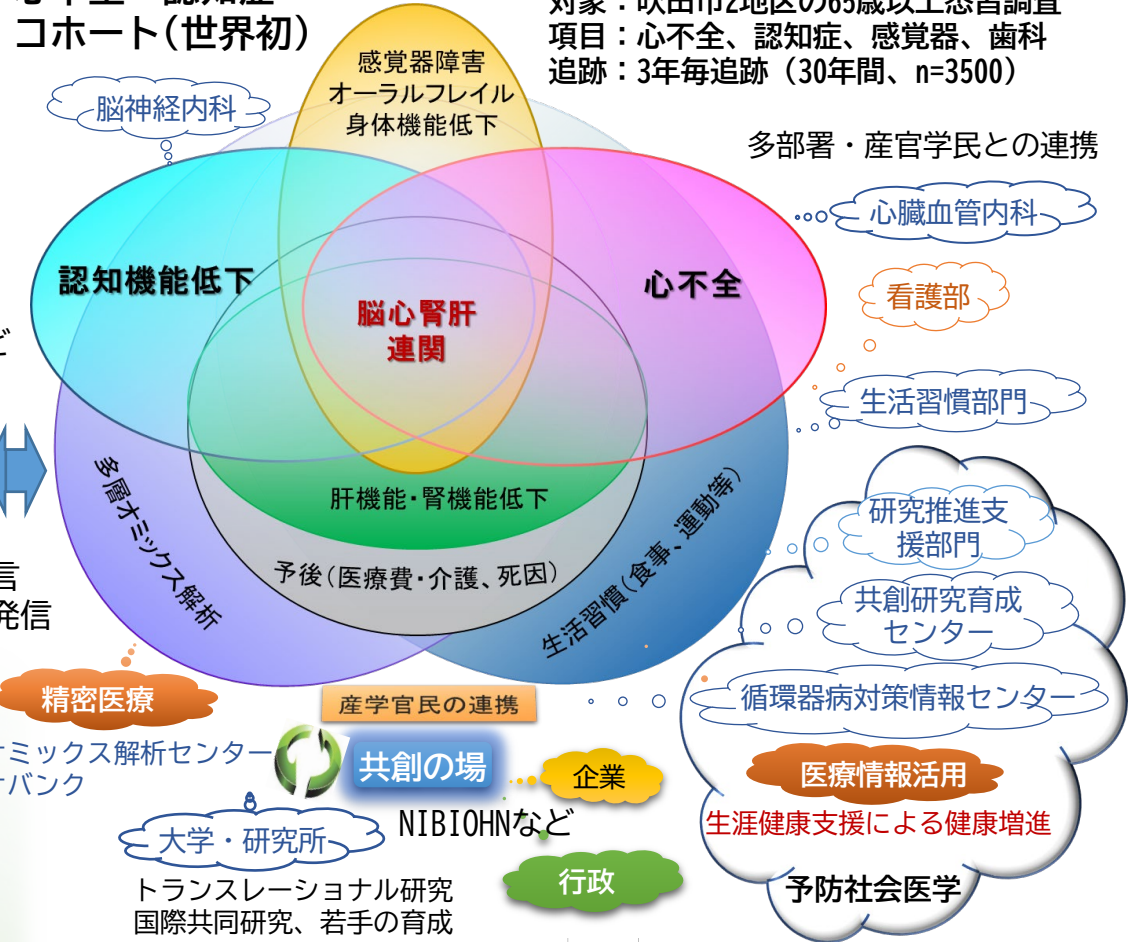 コホート(世界初)
項目：心不全、認知症、感覚器、歯科
追跡：3年毎追跡（30年間、n=3500）
感覚器障害
オーラルフレイル
身体機能低下
脳神経内科
多部署・産官学民との連携
心臓血管内科
認知機能低下
心不全
看護部
脳心腎肝
連関
生活習慣部門
多層オミックス解析
肝機能・腎機能低下
予後(医療費・介護、死因)
生活習慣(食事、運動等)
研究推進支
援部門
共創研究育成
センター
発信
精密医療
産学官民の連携
循環器病対策情報センター
ミックス解析センター
バンク
共創の場
企業
医療情報活用
NIBIOHNなど
生涯健康支援による健康増進
大学・研究所
行政
予防社会医学
トランスレーショナル研究
国際共同研究、若手の育成